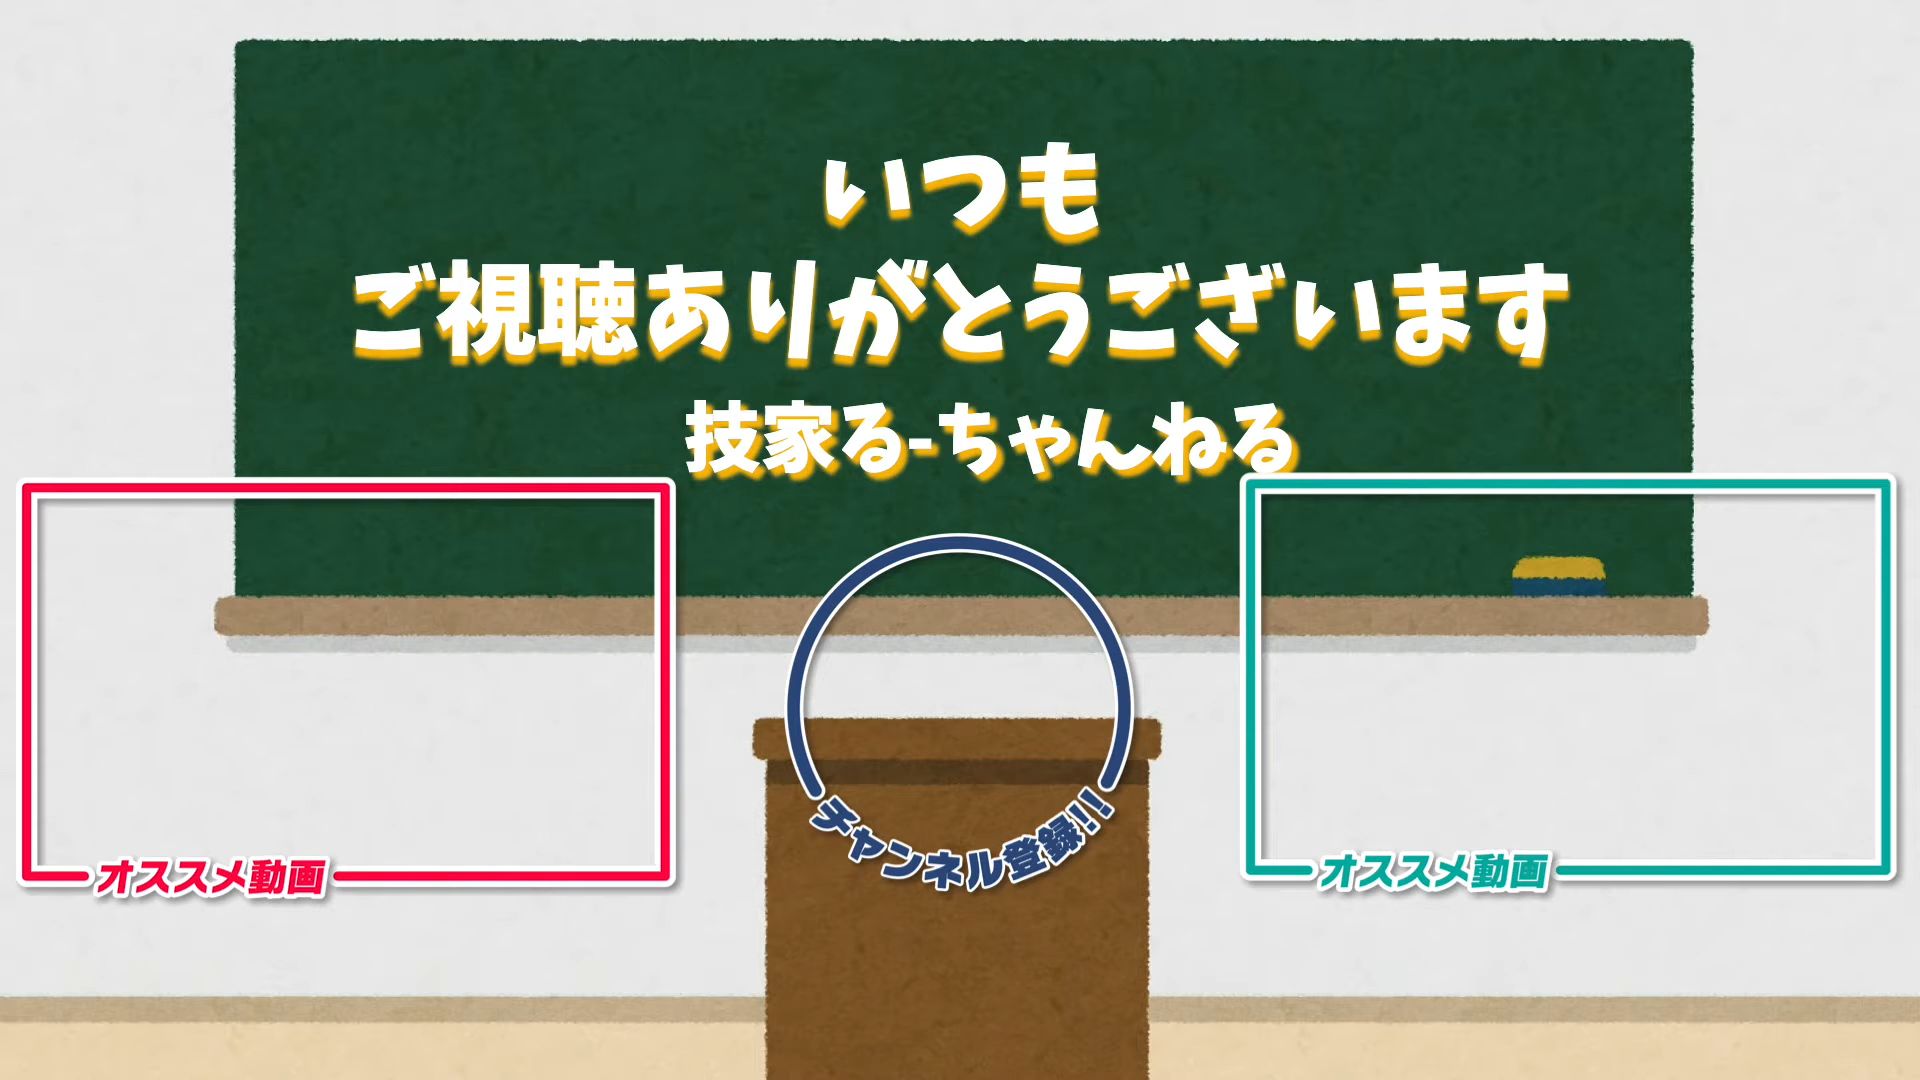 いつも
ご視聴ありがとうございます
技家る-ちゃんねる
オススメ動画
チャンネル登録!!
オススメ動画